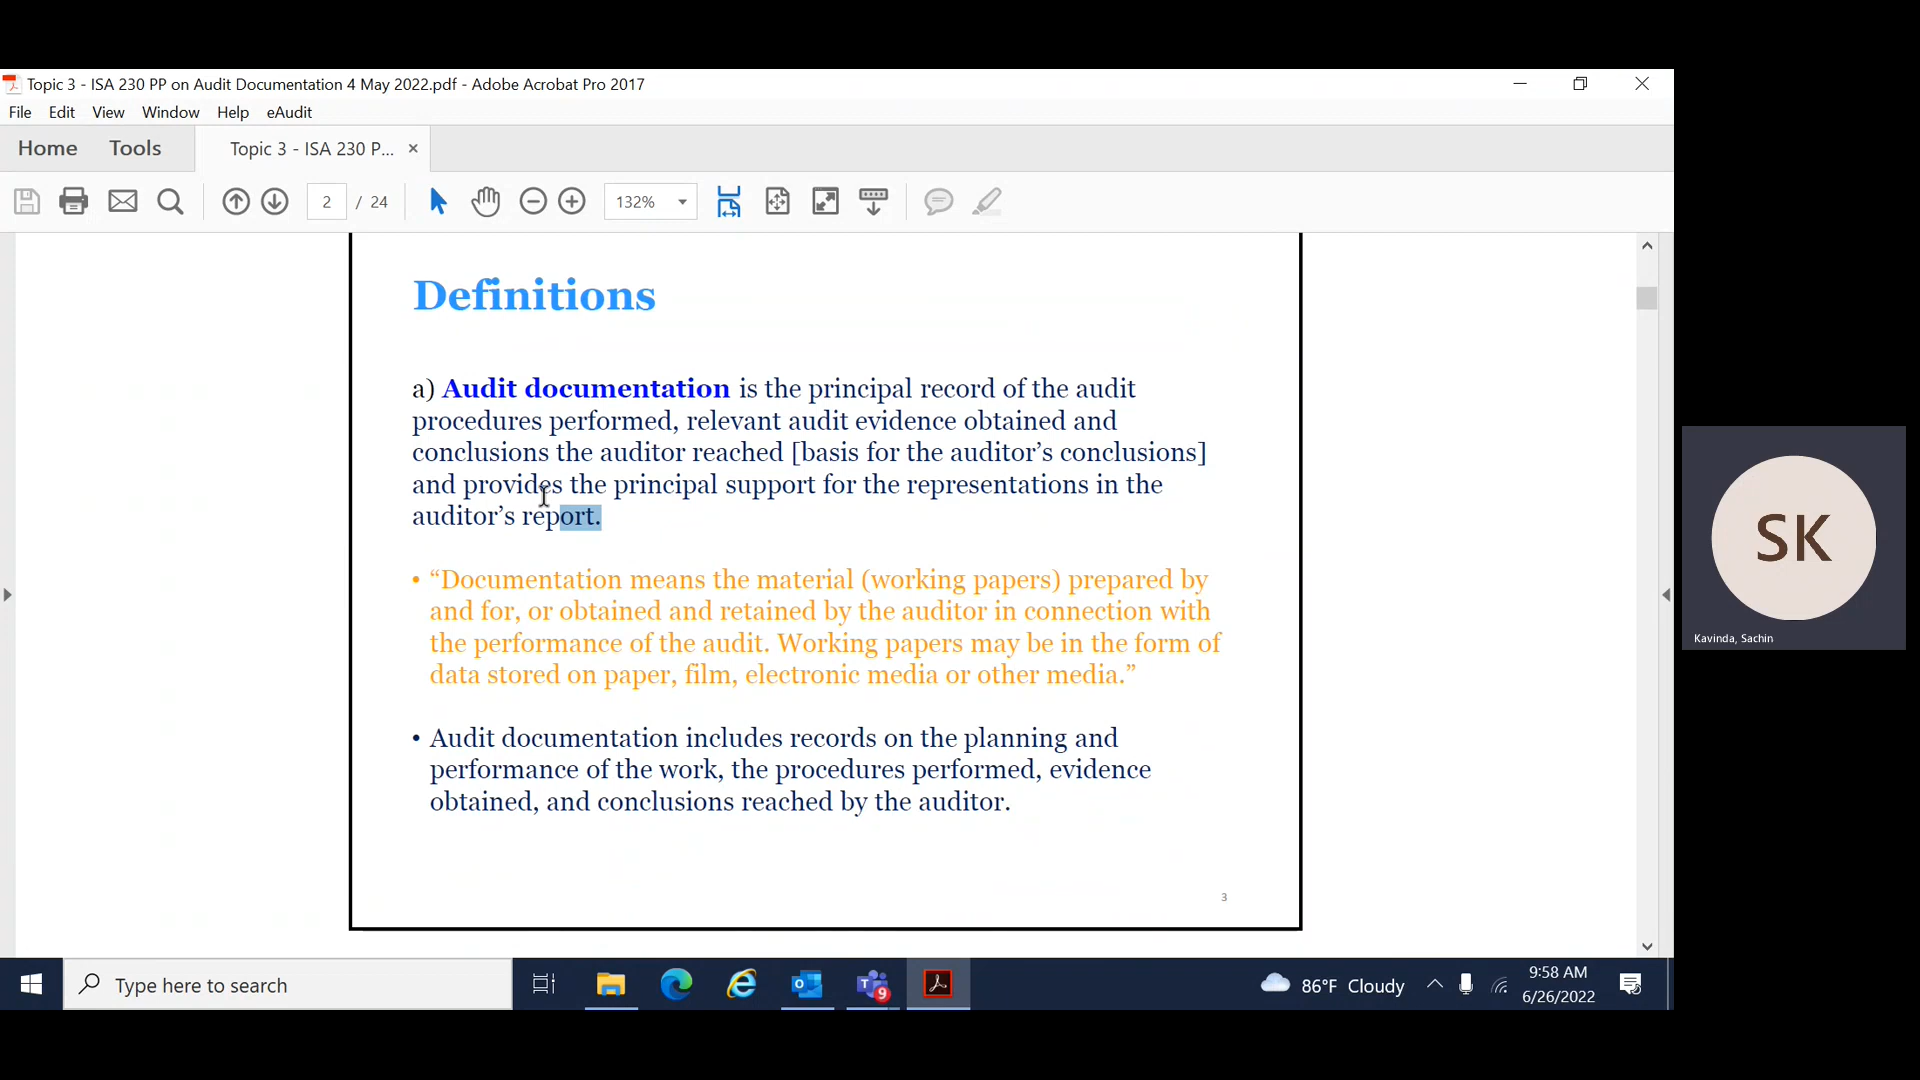 Topic 3 - ISA 230 PP on Audit Documentation 4 May 2022.pdf - Adobe Acrobat Pro 2017
File Edit View Window Help eAudit
Home Tools Topic 3 - ISA 230 P... ×
2 / 24 132%
Definitions
a) Audit documentation is the principal record of the audit
procedures performed, relevant audit evidence obtained and
conclusions the auditor reached [basis for the auditor’s conclusions]
and provides the principal support for the representations in the
auditor’s report.
• “Documentation means the material (working papers) prepared by
and for, or obtained and retained by the auditor in connection with
the performance of the audit. Working papers may be in the form of
data stored on paper, film, electronic media or other media.”
• Audit documentation includes records on the planning and
performance of the work, the procedures performed, evidence
obtained, and conclusions reached by the auditor.
3
SK
Kavinda, Sachin
Type here to search
9
86°F Cloudy
9:58 AM
6/26/2022